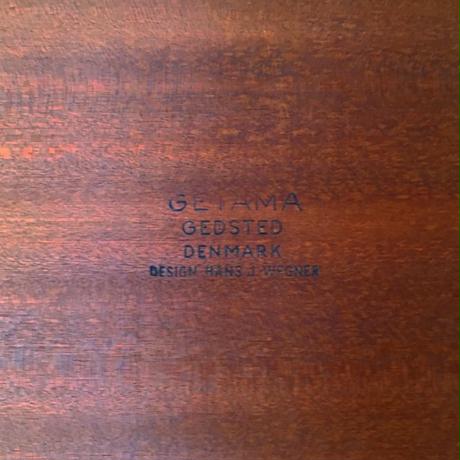 GETAMA
GEDSTED
DENMARK
DESIGN HANS J. WEGNER